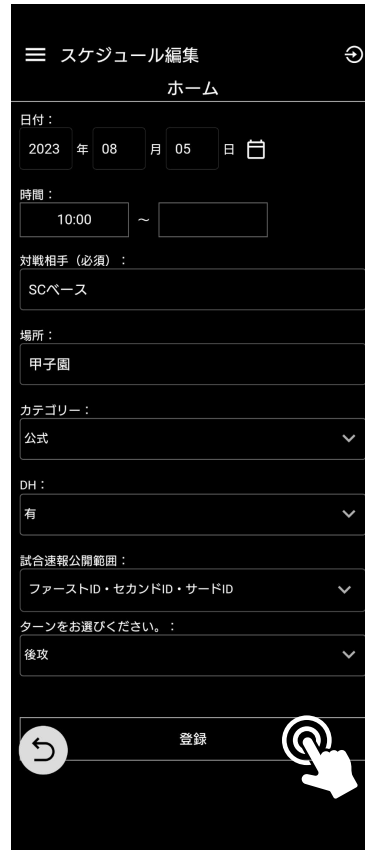 スケジュール編集
ホーム
日付：
2023 年 08 月 05 日
時間：
10:00 ～
対戦相手（必須）：
SCベース
場所：
甲子園
カテゴリー：
公式
DH：
有
試合速報公開範囲：
ファーストID・セカンドID・サードID
ターンをお選びください。：
後攻
登録